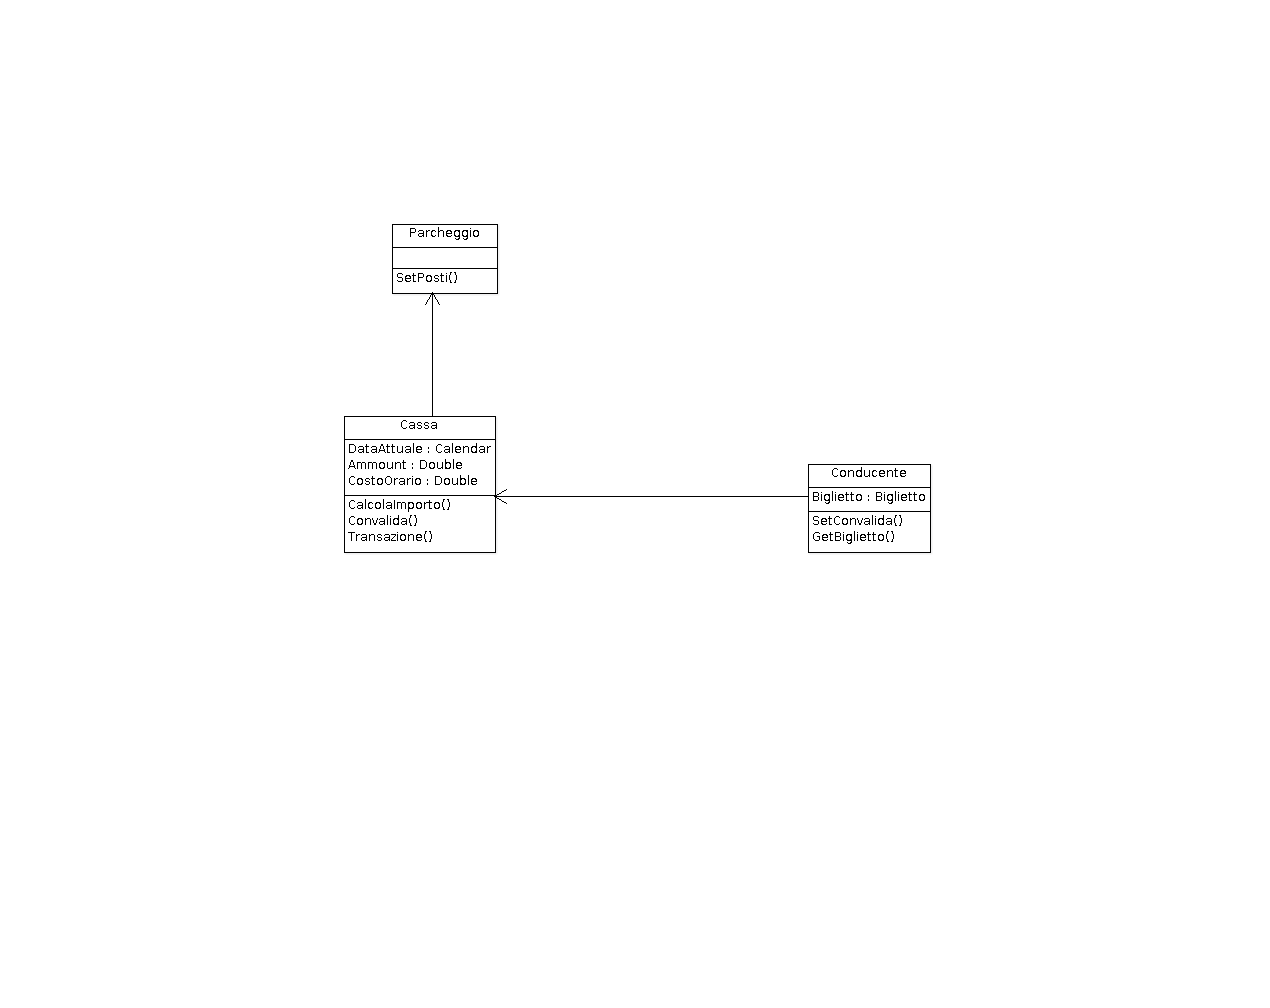 Parcheggio
SetPosti()
Cassa
DataAttuale : Calendar
Ammount : Double
CostoOrario : Double
CalcolaImporto()
Convalida()
Transazione()
Conducente
Biglietto : Biglietto
SetConvalida()
GetBiglietto()